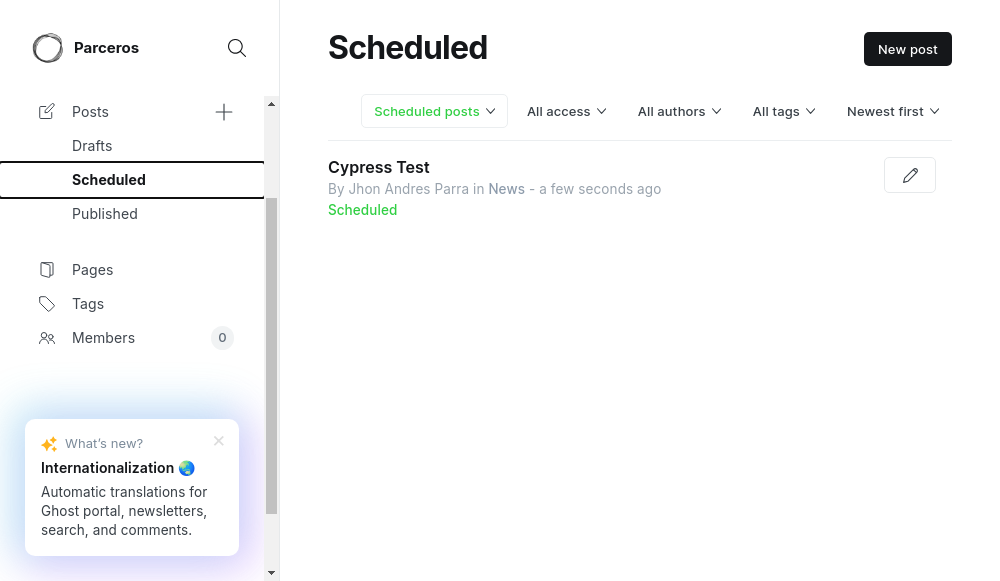 Parceros
Posts
Drafts
Scheduled
Published
Pages
Tags
Members 0
What's new?
Internationalization 🌏
Automatic translations for
Ghost portal, newsletters,
search, and comments.
Scheduled
New post
Scheduled posts All access All authors All tags Newest first
Cypress Test
By Jhon Andres Parra in News - a few seconds ago
Scheduled